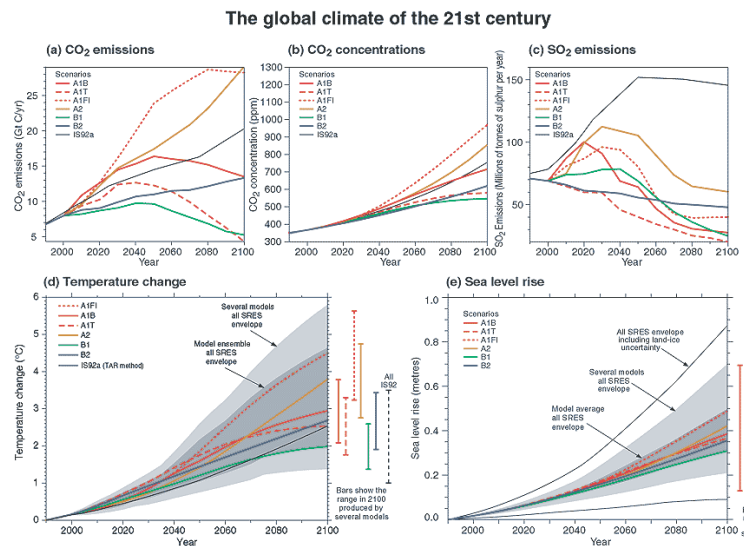 The global climate of the 21st century
(a) CO2 emissions
CO2 emissions (Gt C/yr)
25
20
15
10
5
Scenarios
A1B
A1T
A1FI
A2
B1
B2
IS92a
2000 2020 2040 2060 2080 2100
Year
(b) CO2 concentrations
CO2 concentration (ppm)
1300
1200
1100
1000
900
800
700
600
500
400
300
Scenarios
A1B
A1T
A1FI
A2
B1
B2
IS92a
2000 2020 2040 2060 2080 2100
Year
(c) SO2 emissions
SO2 Emissions (Millions of tonnes of sulphur per year)
150
100
50
Scenarios
A1B
A1T
A1FI
A2
B1
B2
IS92a
2000 2020 2040 2060 2080 2100
Year
(d) Temperature change
Temperature change (°C)
6
5
4
3
2
1
0
A1FI
A1B
A1T
A2
B1
B2
IS92a (TAR method)
Several models
all SRES
envelope
Model ensemble
all SRES
envelope
All
IS92
Bars show the
range in 2100
produced by
several models
2000 2020 2040 2060 2080 2100
Year
(e) Sea level rise
Sea level rise (metres)
1.0
0.8
0.6
0.4
0.2
0.0
Scenarios
A1B
A1T
A1FI
A2
B1
B2
All SRES envelope
including land-ice
uncertainty
Several models
all SRES
envelope
Model average
all SRES
envelope
2000 2020 2040 2060 2080 2100
Year